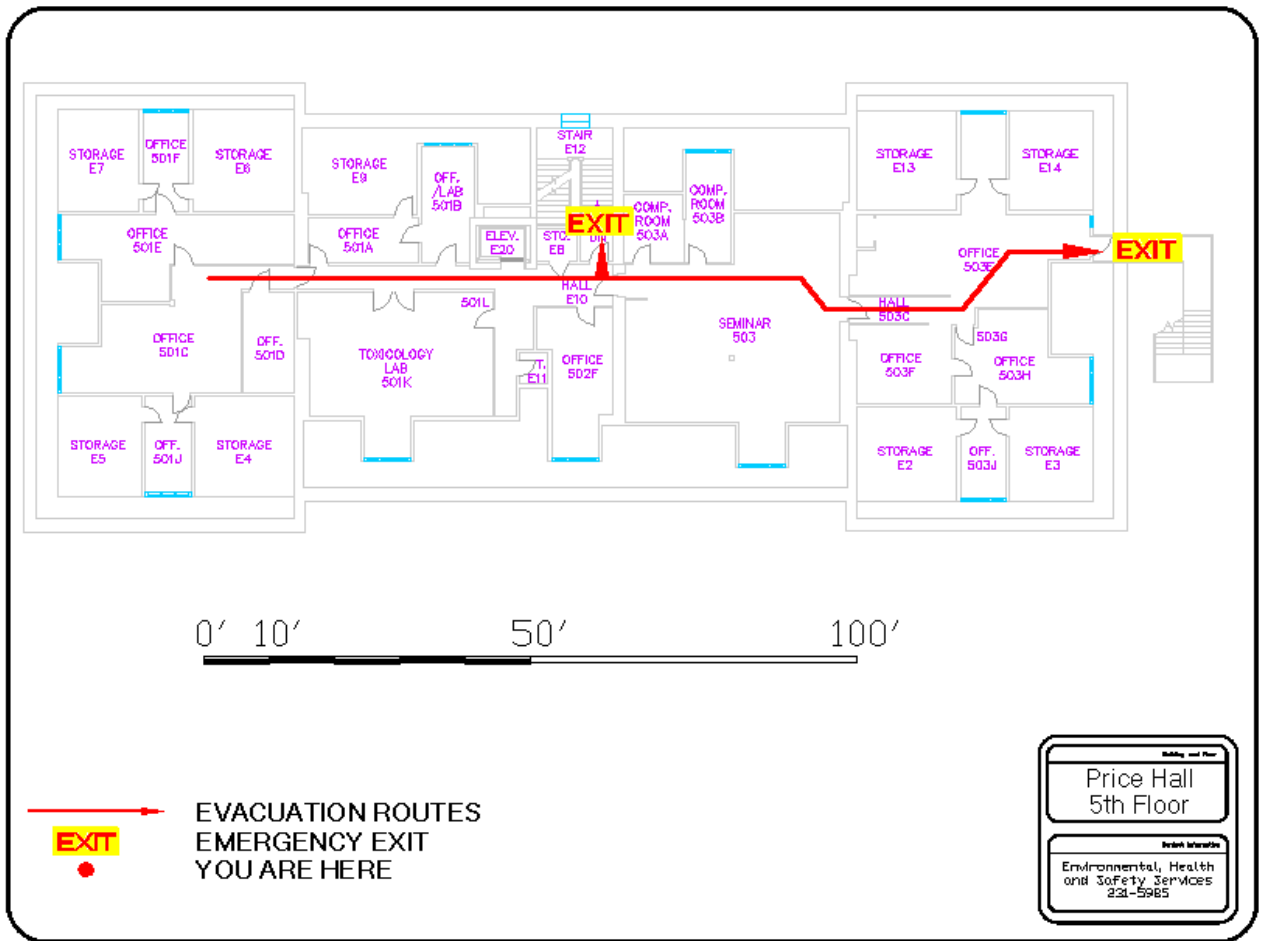 STORAGE
E7
OFFICE
501F
STORAGE
E6
STORAGE
E9
OFF.
/LAB
501B
STAIR
E12
COMP.
ROOM
503A
COMP.
ROOM
503B
STORAGE
E13
STORAGE
E14
OFFICE
501E
OFFICE
501A
ELEV.
E20
STO.
E8
EXIT
OFFICE
EXIT
HALL
E10
501L
HALL
503C
OFFICE
501C
OFF.
501D
TOXICOLOGY
LAB
501K
E11
OFFICE
502F
SEMINAR
503
OFFICE
503F
503G
OFFICE
503H
STORAGE
E5
OFF.
501J
STORAGE
E4
STORAGE
E2
OFF.
503J
STORAGE
E3
0' 10' 50' 100'
EVACUATION ROUTES
EXIT EMERGENCY EXIT
YOU ARE HERE
Building and Floor
Price Hall
5th Floor
Environmental, Health
and Safety Services
231-5985